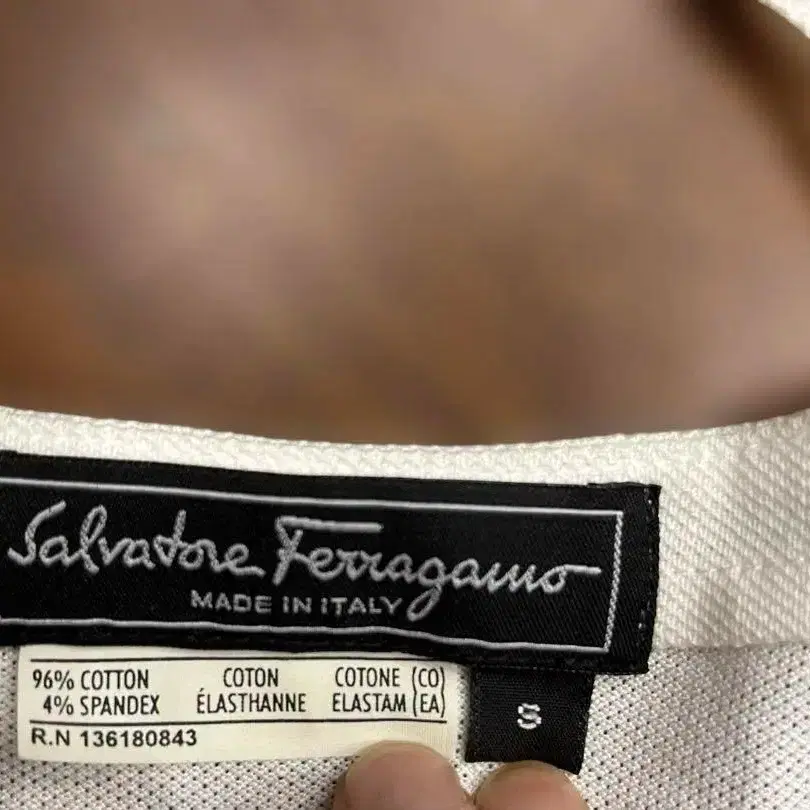 Salvatore Ferragamo
MADE IN ITALY
96% COTTON COTON COTONE (CO)
4% SPANDEX ÉLASTHANNE ELASTAM (EA)
R.N 136180843
S